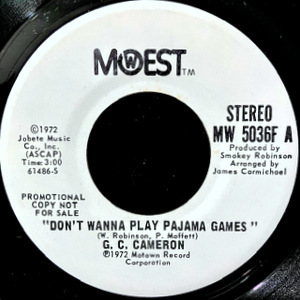 MOWEST TM
©1972
Jobete Music
Co., Inc.
(ASCAP)
Time: 3:00
61486-S
PROMOTIONAL
COPY NOT
FOR SALE
STEREO
MW 5036F A
Produced by
Smokey Robinson
Arranged by
James Carmichael
"DON'T WANNA PLAY PAJAMA GAMES"
(W. Robinson, P. Moffett)
G. C. CAMERON
℗1972 Motown Record
Corporation